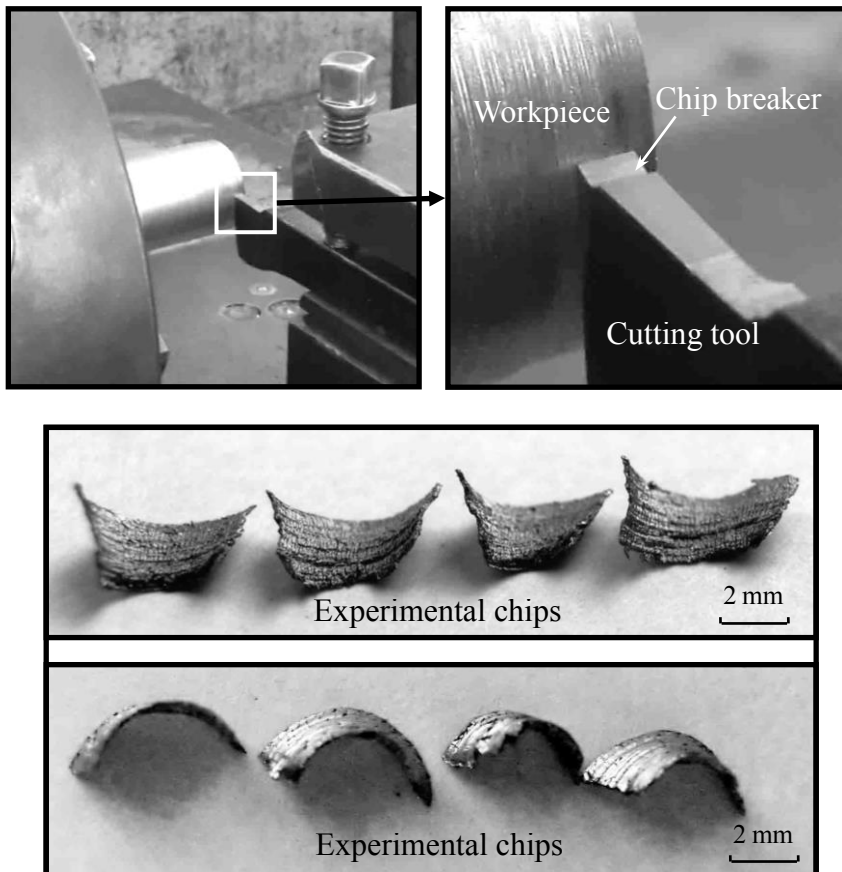 Workpiece
Chip breaker
Cutting tool
Experimental chips
2 mm
Experimental chips
2 mm